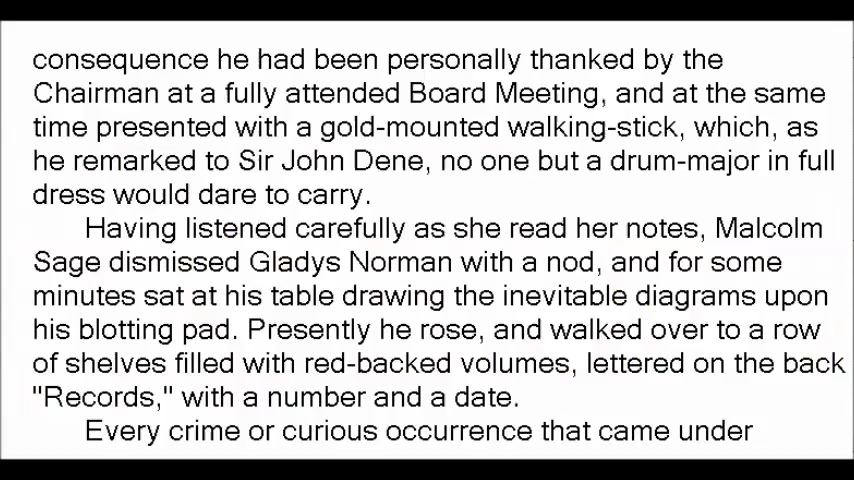 consequence he had been personally thanked by the
Chairman at a fully attended Board Meeting, and at the same
time presented with a gold-mounted walking-stick, which, as
he remarked to Sir John Dene, no one but a drum-major in full
dress would dare to carry.
Having listened carefully as she read her notes, Malcolm
Sage dismissed Gladys Norman with a nod, and for some
minutes sat at his table drawing the inevitable diagrams upon
his blotting pad. Presently he rose, and walked over to a row
of shelves filled with red-backed volumes, lettered on the back
"Records," with a number and a date.
Every crime or curious occurrence that came under